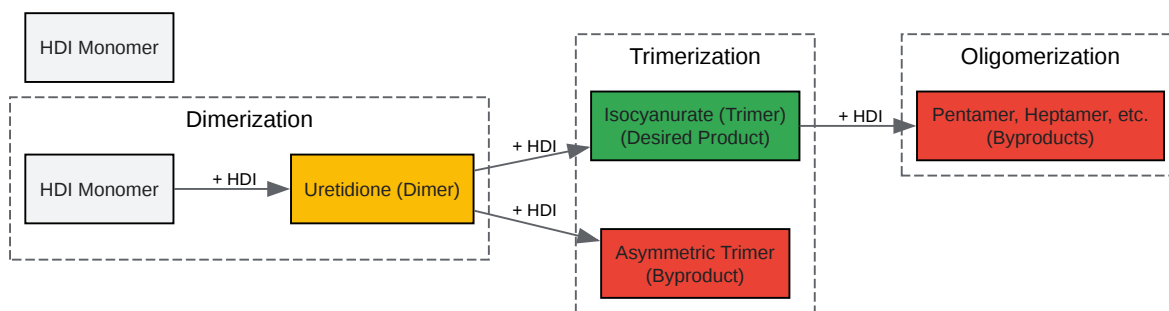 HDI Monomer
Dimerization
HDI Monomer
+ HDI
Uretidione (Dimer)
+ HDI
+ HDI
Trimerization
Isocyanurate (Trimer)
(Desired Product)
Asymmetric Trimer
(Byproduct)
+ HDI
Oligomerization
Pentamer, Heptamer, etc.
(Byproducts)